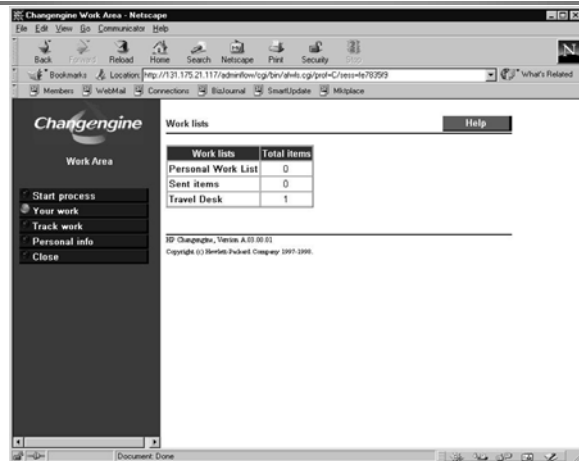 Changengine Work Area - Netscape
File Edit View Go Communicator Help
Back Forward Reload Home Search Netscape Print Security Stop
Bookmarks Location: http://131.175.21.117/adminflow/cgi/bin/afwls.cgi/prof=C/sess=fe7835f9 What's Related
Members WebMail Connections BizJournal SmartUpdate Mktplace
Changengine
Work Area
Start process
Your work
Track work
Personal info
Close
Work lists Help
Work lists Total items
Personal Work List 0
Sent items 0
Travel Desk 1
HP Changengine, Version A.03.00.01
Copyright (c) Hewlett-Packard Company 1997-1998.
Document: Done